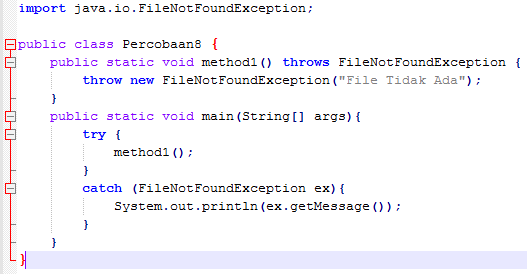 import java.io.FileNotFoundException;
public class Percobaan8 {
public static void method1() throws FileNotFoundException {
throw new FileNotFoundException("File Tidak Ada");
}
public static void main(String[] args){
try {
method1();
}
catch (FileNotFoundException ex){
System.out.println(ex.getMessage());
}
}
}